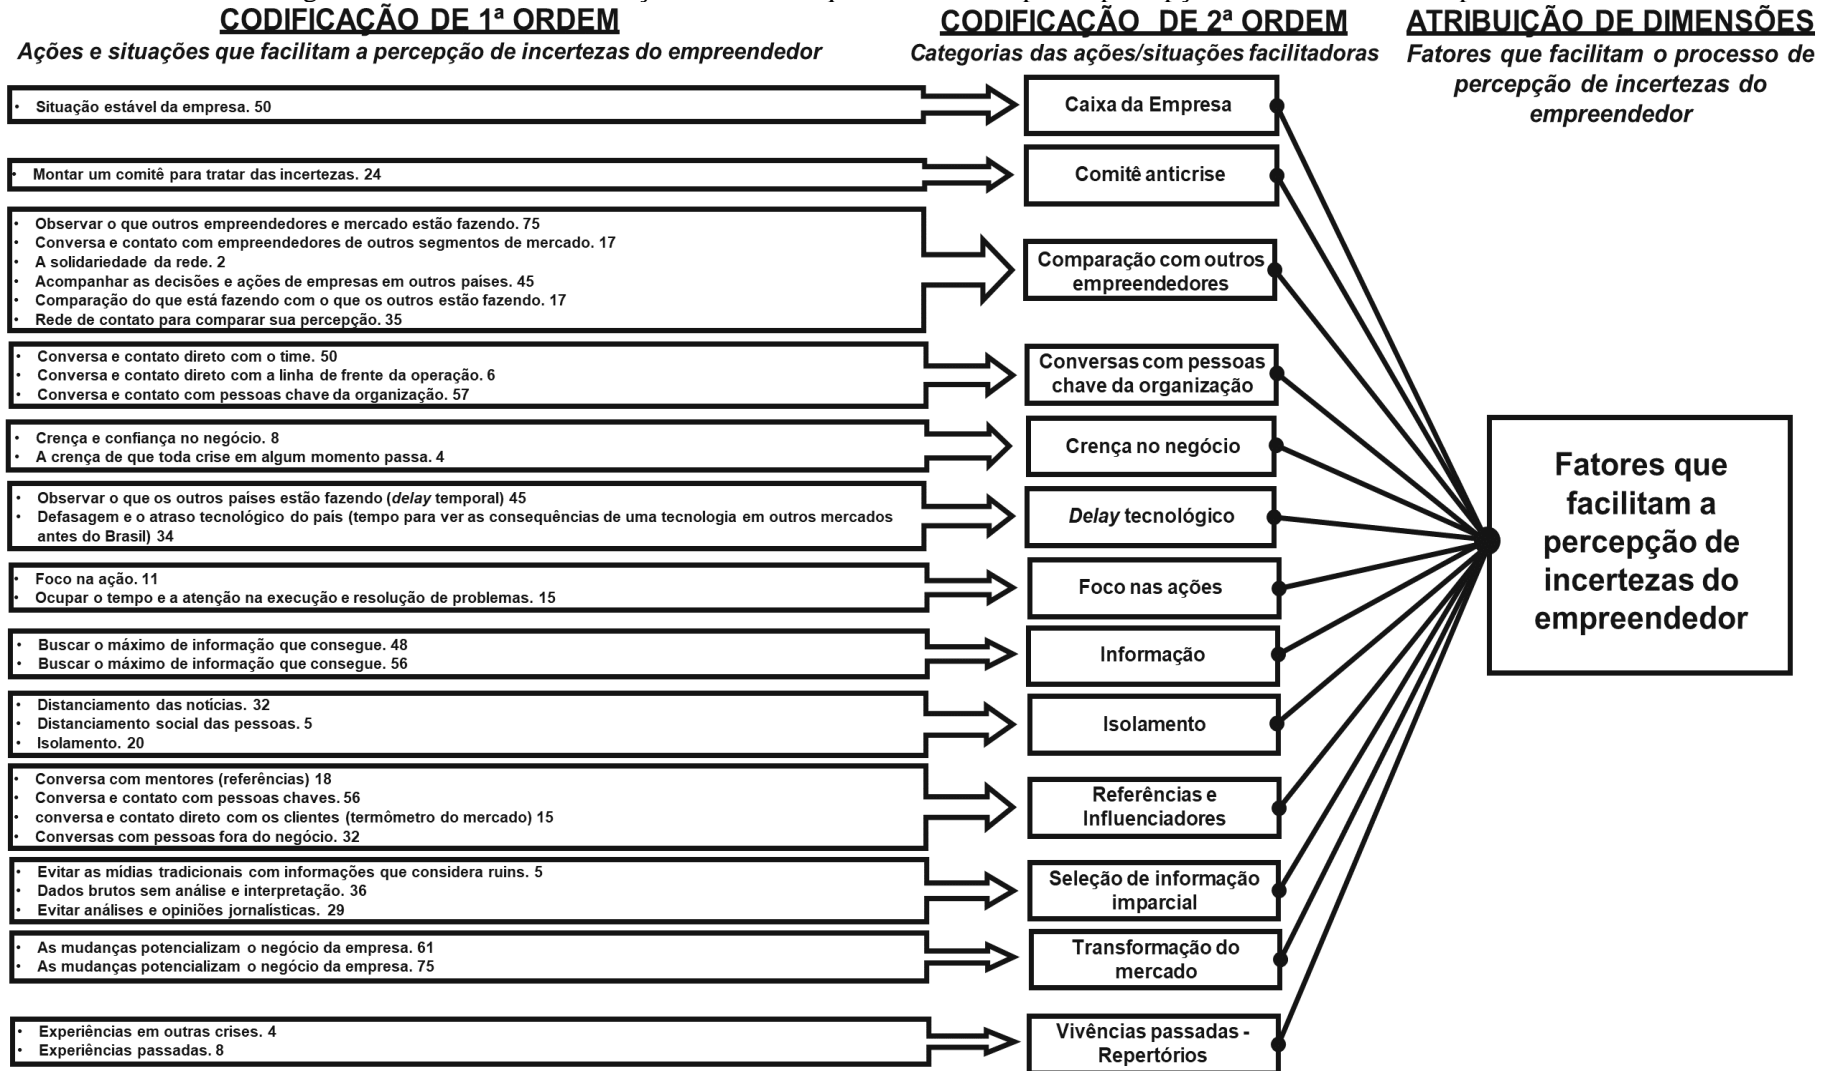 CODIFICAÇÃO DE 1ª ORDEM
Ações e situações que facilitam a percepção de incertezas do empreendedor
CODIFICAÇÃO DE 2ª ORDEM
Categorias das ações/situações facilitadoras
ATRIBUIÇÃO DE DIMENSÕES
Fatores que facilitam o processo de
percepção de incertezas do
empreendedor
• Situação estável da empresa. 50
Caixa da Empresa
• Montar um comitê para tratar das incertezas. 24
Comitê anticrise
• Observar o que outros empreendedores e mercado estão fazendo. 75
• Conversa e contato com empreendedores de outros segmentos de mercado. 17
• A solidariedade da rede. 2
• Acompanhar as decisões e ações de empresas em outros países. 45
• Comparação do que está fazendo com o que os outros estão fazendo. 17
• Rede de contato para comparar sua percepção. 35
Comparação com outros
empreendedores
• Conversa e contato direto com o time. 50
• Conversa e contato direto com a linha de frente da operação. 6
• Conversa e contato com pessoas chave da organização. 57
Conversas com pessoas
chave da organização
• Crença e confiança no negócio. 8
• A crença de que toda crise em algum momento passa. 4
Crença no negócio
• Observar o que os outros países estão fazendo (delay temporal) 45
• Defasagem e o atraso tecnológico do país (tempo para ver as consequências de uma tecnologia em outros mercados
antes do Brasil) 34
Delay tecnológico
• Foco na ação. 11
• Ocupar o tempo e a atenção na execução e resolução de problemas. 15
Foco nas ações
• Buscar o máximo de informação que consegue. 48
• Buscar o máximo de informação que consegue. 56
Informação
• Distanciamento das notícias. 32
• Distanciamento social das pessoas. 5
• Isolamento. 20
Isolamento
• Conversa com mentores (referências) 18
• Conversa e contato com pessoas chaves. 56
• conversa e contato direto com os clientes (termômetro do mercado) 15
• Conversas com pessoas fora do negócio. 32
Referências e
Influenciadores
• Evitar as mídias tradicionais com informações que considera ruins. 5
• Dados brutos sem análise e interpretação. 36
• Evitar análises e opiniões jornalísticas. 29
Seleção de informação
imparcial
• As mudanças potencializam o negócio da empresa. 61
• As mudanças potencializam o negócio da empresa. 75
Transformação do
mercado
• Experiências em outras crises. 4
• Experiências passadas. 8
Vivências passadas -
Repertórios
Fatores que
facilitam a
percepção de
incertezas do
empreendedor